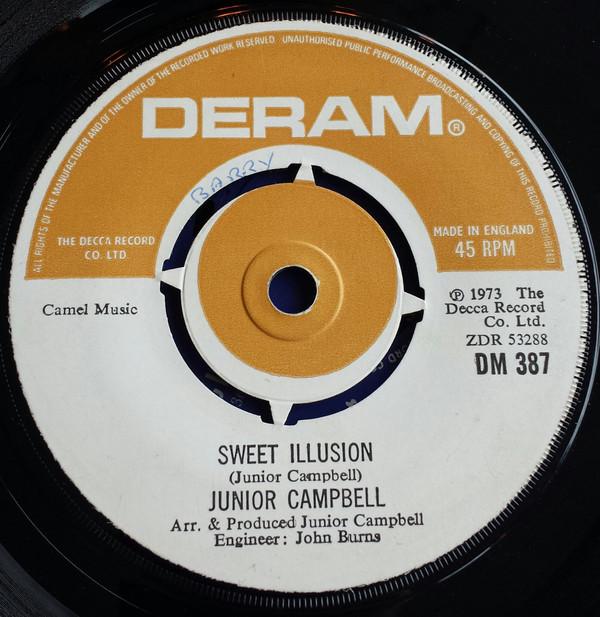 ALL RIGHTS OF THE MANUFACTURER AND OF THE OWNER OF THE RECORDED WORK RESERVED UNAUTHORISED PUBLIC PERFORMANCE BROADCASTING AND COPYING OF THIS RECORD PROHIBITED
DERAM®
BARRY
THE DECCA RECORD
CO. LTD.
MADE IN ENGLAND
45 RPM
Camel Music
℗ 1973 The
Decca Record
Co. Ltd.
ZDR 53288
DM 387
SWEET ILLUSION
(Junior Campbell)
JUNIOR CAMPBELL
Arr. & Produced Junior Campbell
Engineer: John Burns